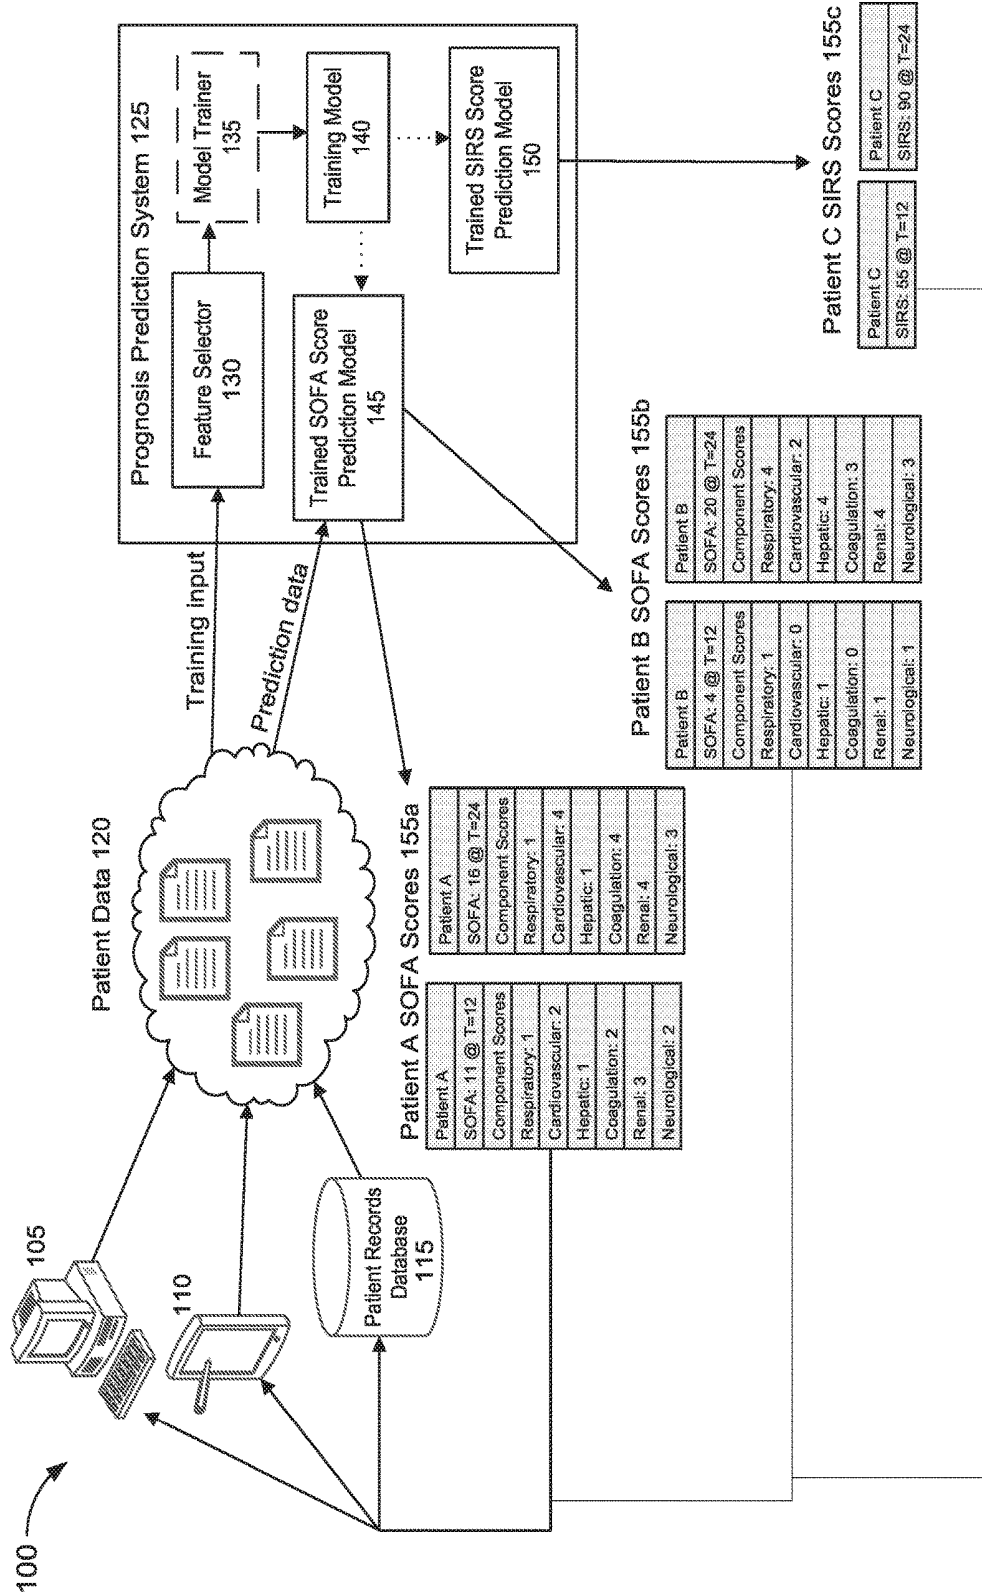 100
105
110
Patient Records
Database
115
Patient Data 120
Training input
Prediction data
Prognosis Prediction System 125
Feature Selector
130
Model Trainer
135
Training Model
140
Trained SOFA Score
Prediction Model
145
Trained SIRS Score
Prediction Model
150
Patient A SOFA Scores 155a
Patient A
SOFA: 11 @ T=12
Component Scores
Respiratory: 1
Cardiovascular: 2
Hepatic: 1
Coagulation: 2
Renal: 3
Neurological: 2
Patient A
SOFA: 16 @ T=24
Component Scores
Respiratory: 1
Cardiovascular: 4
Hepatic: 1
Coagulation: 4
Renal: 4
Neurological: 3
Patient B SOFA Scores 155b
Patient B
SOFA: 4 @ T=12
Component Scores
Respiratory: 1
Cardiovascular: 0
Hepatic: 1
Coagulation: 0
Renal: 1
Neurological: 1
Patient B
SOFA: 20 @ T=24
Component Scores
Respiratory: 4
Cardiovascular: 2
Hepatic: 4
Coagulation: 3
Renal: 4
Neurological: 3
Patient C SIRS Scores 155c
Patient C
SIRS: 55 @ T=12
Patient C
SIRS: 90 @ T=24